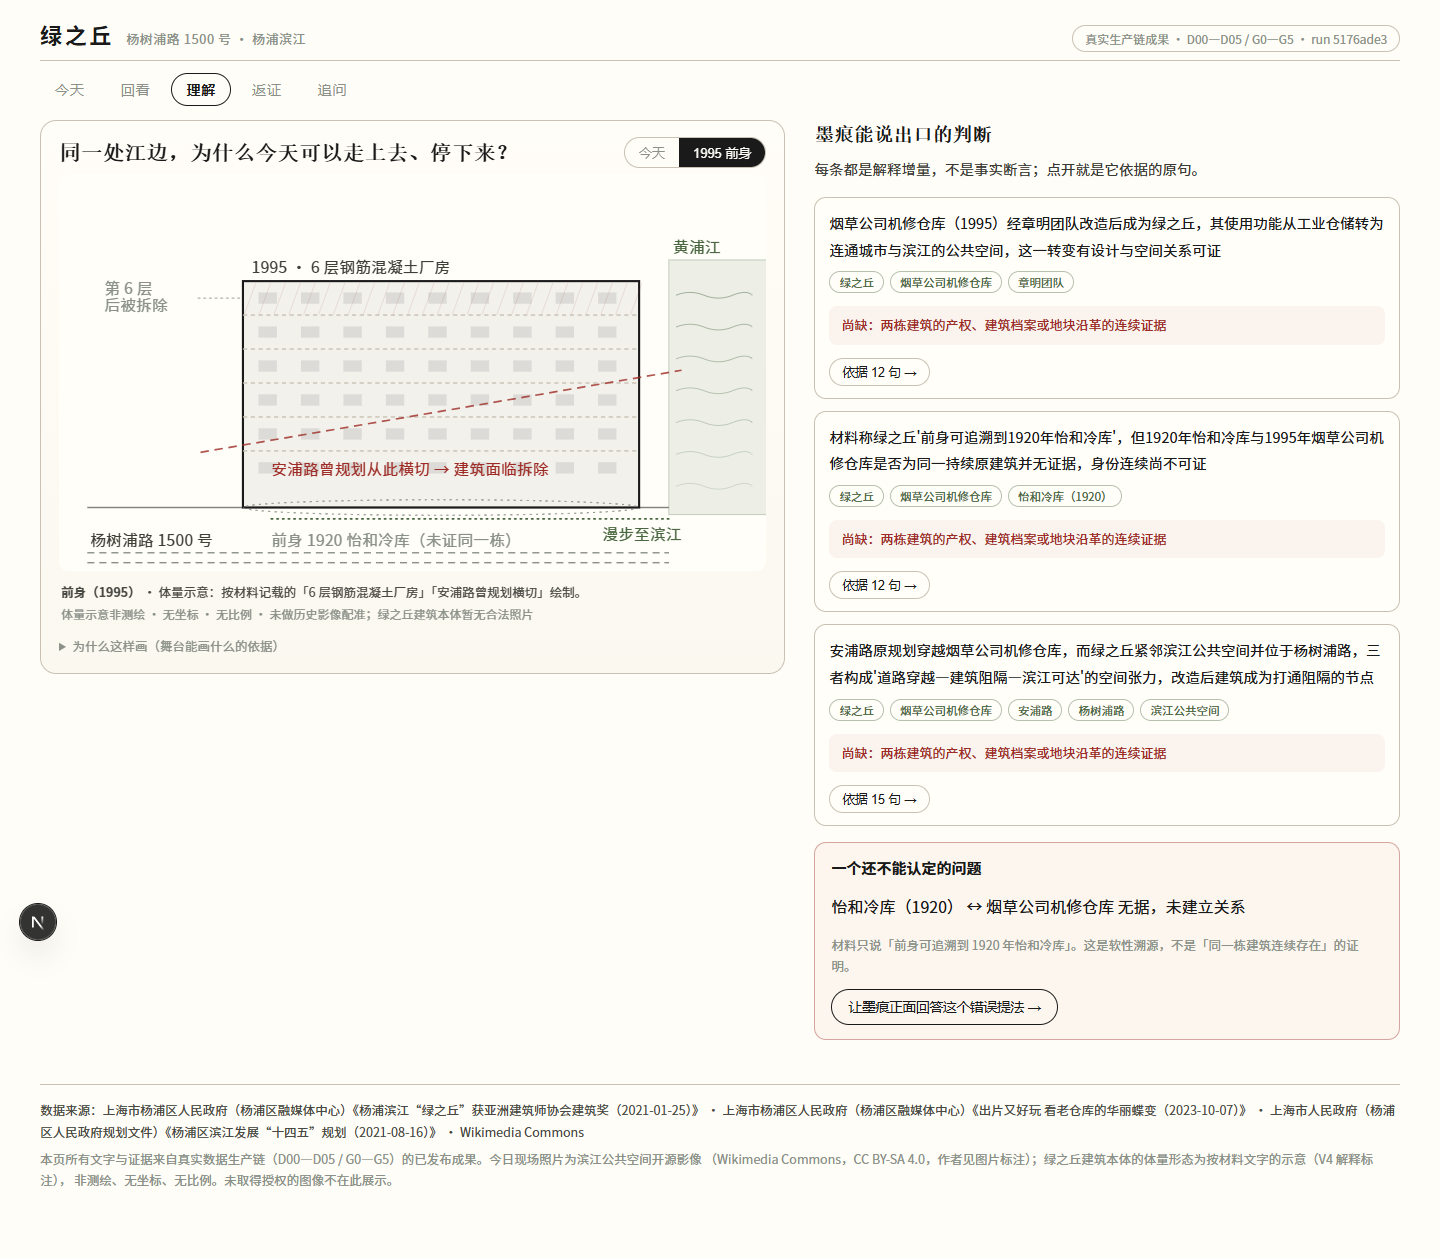 绿之丘 杨树浦路 1500 号 · 杨浦滨江
真实生产链成果 · D00—D05 / G0—G5 · run 5176ade3
今天 回看 理解 返证 追问
同一处江边，为什么今天可以走上去、停下来？
今天 1995 前身
黄浦江
1995 · 6 层钢筋混凝土厂房
第 6 层
后被拆除
安浦路曾规划从此横切 → 建筑面临拆除
杨树浦路 1500 号
前身 1920 怡和冷库（未证同一栋）
漫步至滨江
前身（1995） · 体量示意：按材料记载的「6 层钢筋混凝土厂房」「安浦路曾规划横切」绘制。
体量示意非测绘 · 无坐标 · 无比例 · 未做历史影像配准；绿之丘建筑本体暂无合法照片
▶ 为什么这样画（舞台能画什么的依据）
墨痕能说出口的判断
每条都是解释增量，不是事实断言；点开就是它依据的原句。
烟草公司机修仓库（1995）经章明团队改造后成为绿之丘，其使用功能从工业仓储转为
连通城市与滨江的公共空间，这一转变有设计与空间关系可证
绿之丘 烟草公司机修仓库 章明团队
尚缺：两栋建筑的产权、建筑档案或地块沿革的连续证据
依据 12 句 →
材料称绿之丘'前身可追溯到1920年怡和冷库'，但1920年怡和冷库与1995年烟草公司机
修仓库是否为同一持续原建筑并无证据，身份连续尚不可证
绿之丘 烟草公司机修仓库 怡和冷库（1920）
尚缺：两栋建筑的产权、建筑档案或地块沿革的连续证据
依据 12 句 →
安浦路原规划穿越烟草公司机修仓库，而绿之丘紧邻滨江公共空间并位于杨树浦路，三
者构成'道路穿越—建筑阻隔—滨江可达'的空间张力，改造后建筑成为打通阻隔的节点
绿之丘 烟草公司机修仓库 安浦路 杨树浦路 滨江公共空间
尚缺：两栋建筑的产权、建筑档案或地块沿革的连续证据
依据 15 句 →
一个还不能认定的问题
怡和冷库（1920） ↔ 烟草公司机修仓库 无据，未建立关系
材料只说「前身可追溯到 1920 年怡和冷库」。这是软性溯源，不是「同一栋建筑连续存在」的证
明。
让墨痕正面回答这个错误提法 →
N
数据来源：上海市杨浦区人民政府（杨浦区融媒体中心）《杨浦滨江“绿之丘”获亚洲建筑师协会建筑奖（2021-01-25）》 · 上海市杨浦区人民政府（杨浦区融媒体中心）《出片又好玩 看老仓库的华丽蝶变（2023-10-07）》 · 上海市人民政府（杨浦
区人民政府规划文件）《杨浦区滨江发展“十四五”规划（2021-08-16）》 · Wikimedia Commons
本页所有文字与证据来自真实数据生产链（D00—D05 / G0—G5）的已发布成果。今日现场照片为滨江公共空间开源影像 （Wikimedia Commons，CC BY-SA 4.0，作者见图片标注）；绿之丘建筑本体的体量形态为按材料文字的示意（V4 解释标
注）， 非测绘、无坐标、无比例。未取得授权的图像不在此展示。